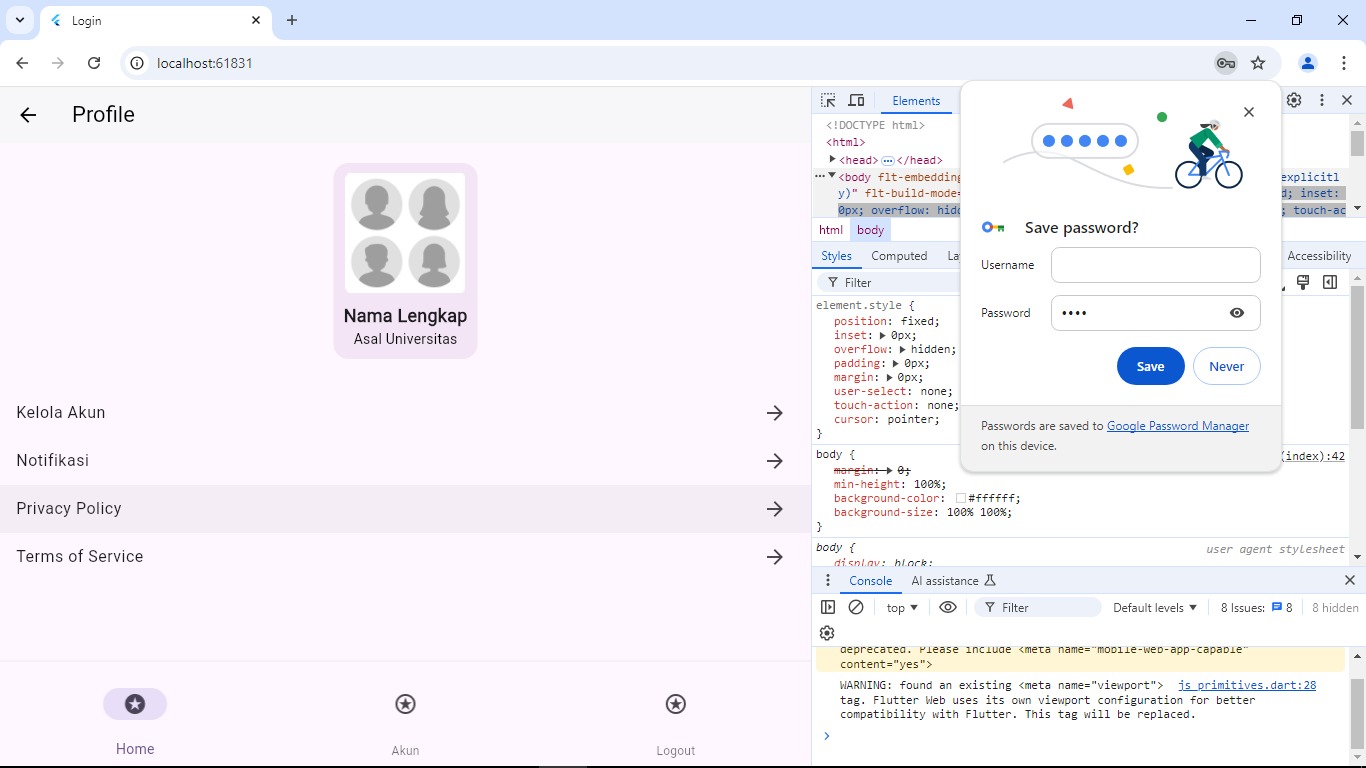 Login
localhost:61831
Profile
Nama Lengkap
Asal Universitas
Kelola Akun
Notifikasi
Privacy Policy
Terms of Service
Home
Akun
Logout
Elements
<!DOCTYPE html>
<html>
<head> ••• </head>
<body flt-embedding
explicitl
y)" flt-build-mode=
d; inset:
0px; overflow: hidd
; touch-ac
html body
Styles Computed La
Accessibility
Filter
element.style {
position: fixed;
inset: 0px;
overflow: hidden;
padding: 0px;
margin: 0px;
user-select: none;
touch-action: none;
cursor: pointer;
}
body {
(index):42
margin: 0;
min-height: 100%;
background-color: #ffffff;
background-size: 100% 100%;
}
body {
user agent stylesheet
display: block;
Save password?
Username
Password ••••
Save Never
Passwords are saved to Google Password Manager
on this device.
Console AI assistance
top Filter Default levels 8 Issues: 8 8 hidden
deprecated. Please include <meta name="mobile-web-app-capable"
content="yes">
WARNING: found an existing <meta name="viewport"> js_primitives.dart:28
tag. Flutter Web uses its own viewport configuration for better
compatibility with Flutter. This tag will be replaced.